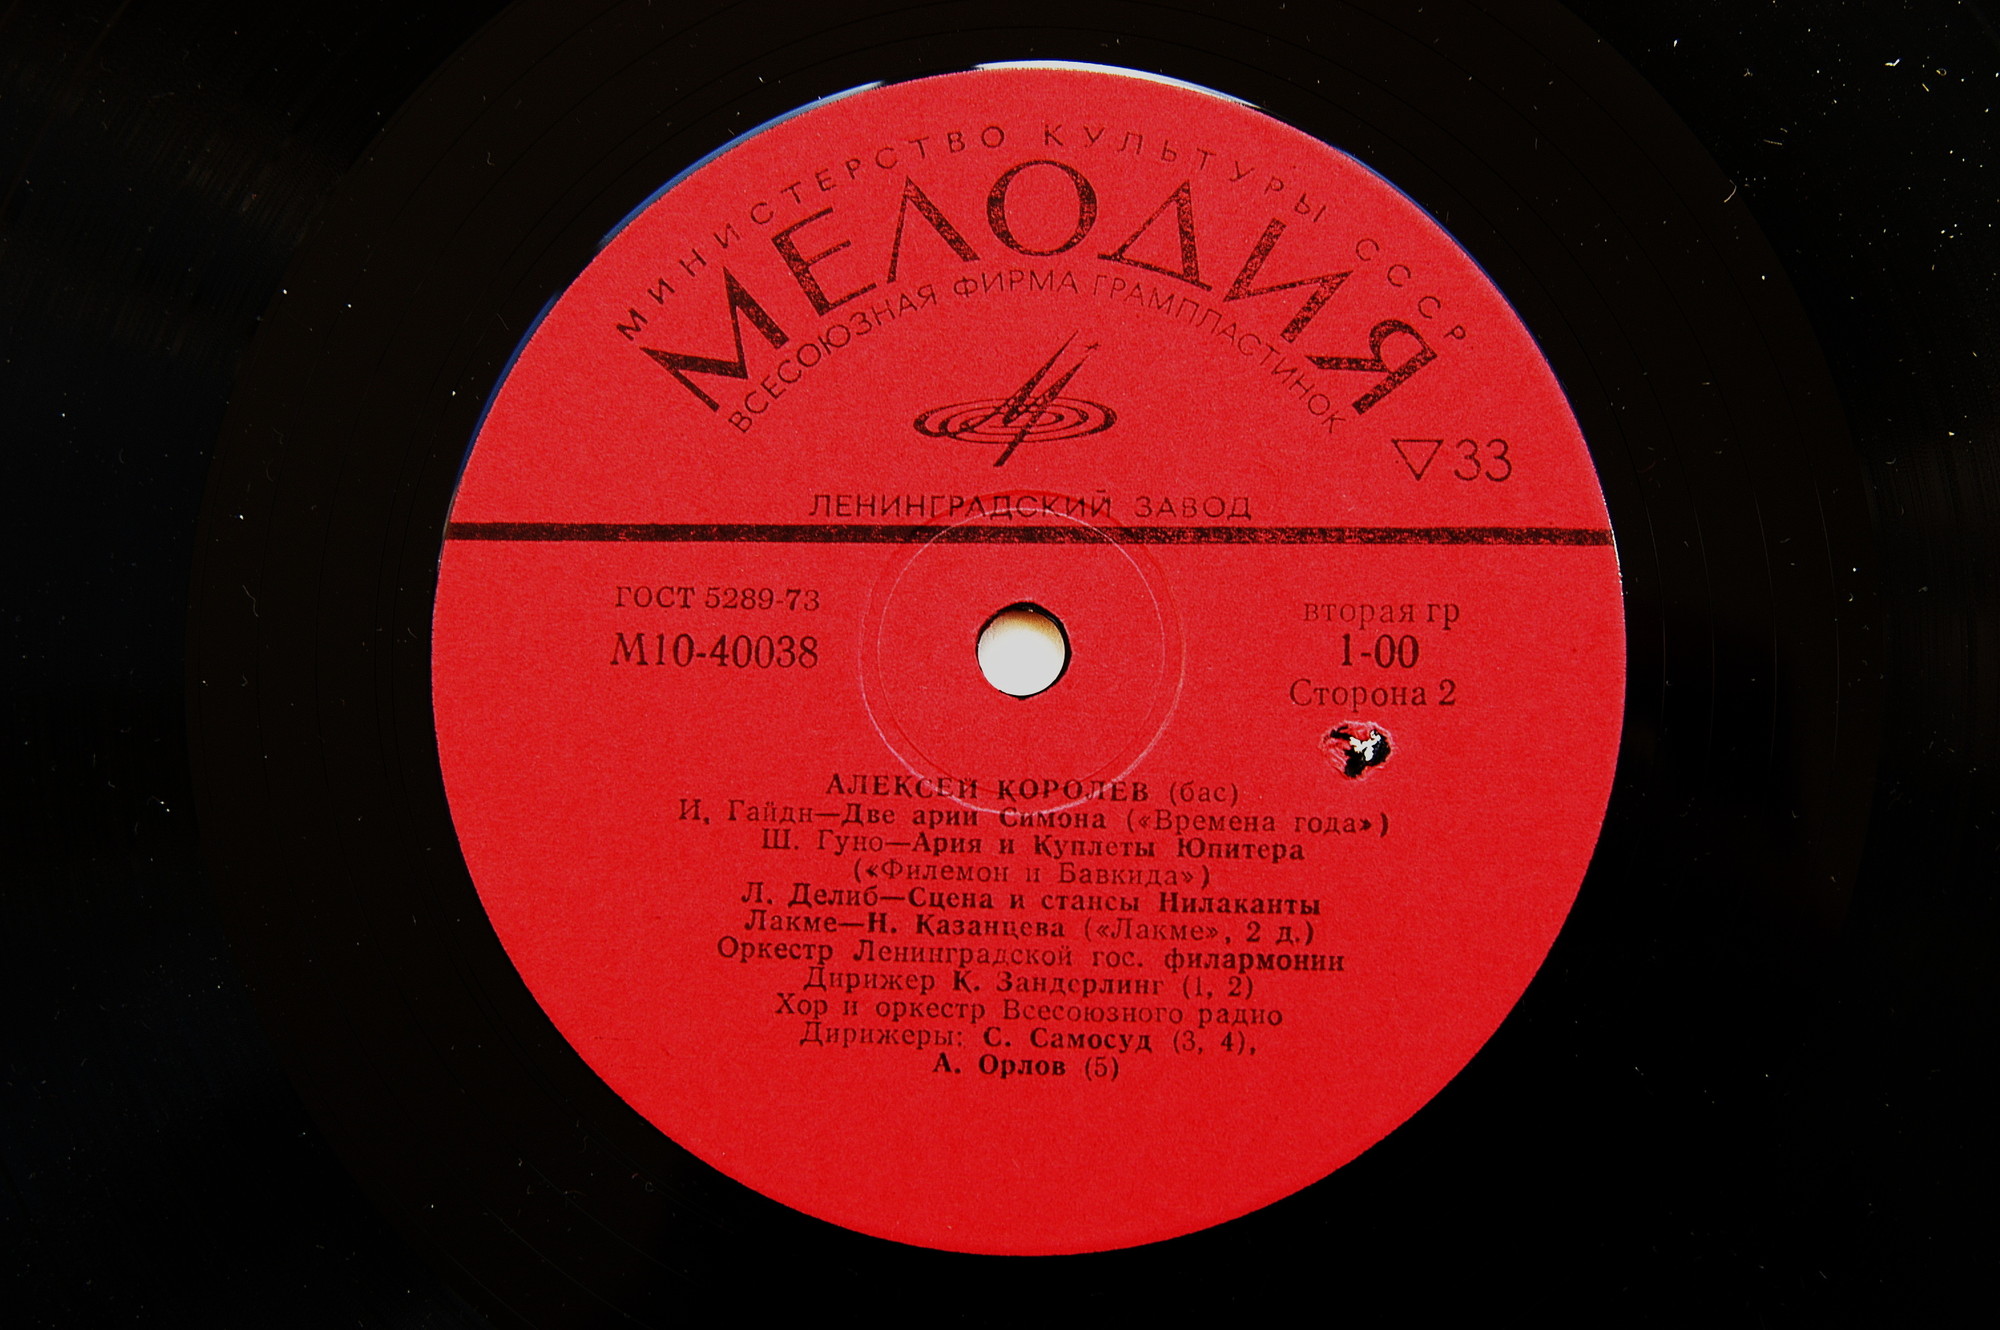 МИНИСТЕРСТВО КУЛЬТУРЫ СССР
МЕЛОДИЯ
ВСЕСОЮЗНАЯ ФИРМА ГРАМПЛАСТИНОК
33
ЛЕНИНГРАДСКИЙ ЗАВОД
ГОСТ 5289-73
М10-40038
вторая гр
1-00
Сторона 2
АЛЕКСЕЙ КОРОЛЕВ (бас)
И. Гайдн—Две арии Симона («Времена года»)
Ш. Гуно—Ария и Куплеты Юпитера
(«Филемон и Бавкида»)
Л. Делиб—Сцена и стансы Нилаканты
Лакме—Н. Казанцева («Лакме», 2 д.)
Оркестр Ленинградской гос. филармонии
Дирижер К. Зандерлинг (1, 2)
Хор и оркестр Всесоюзного радио
Дирижеры: С. Самосуд (3, 4),
А. Орлов (5)